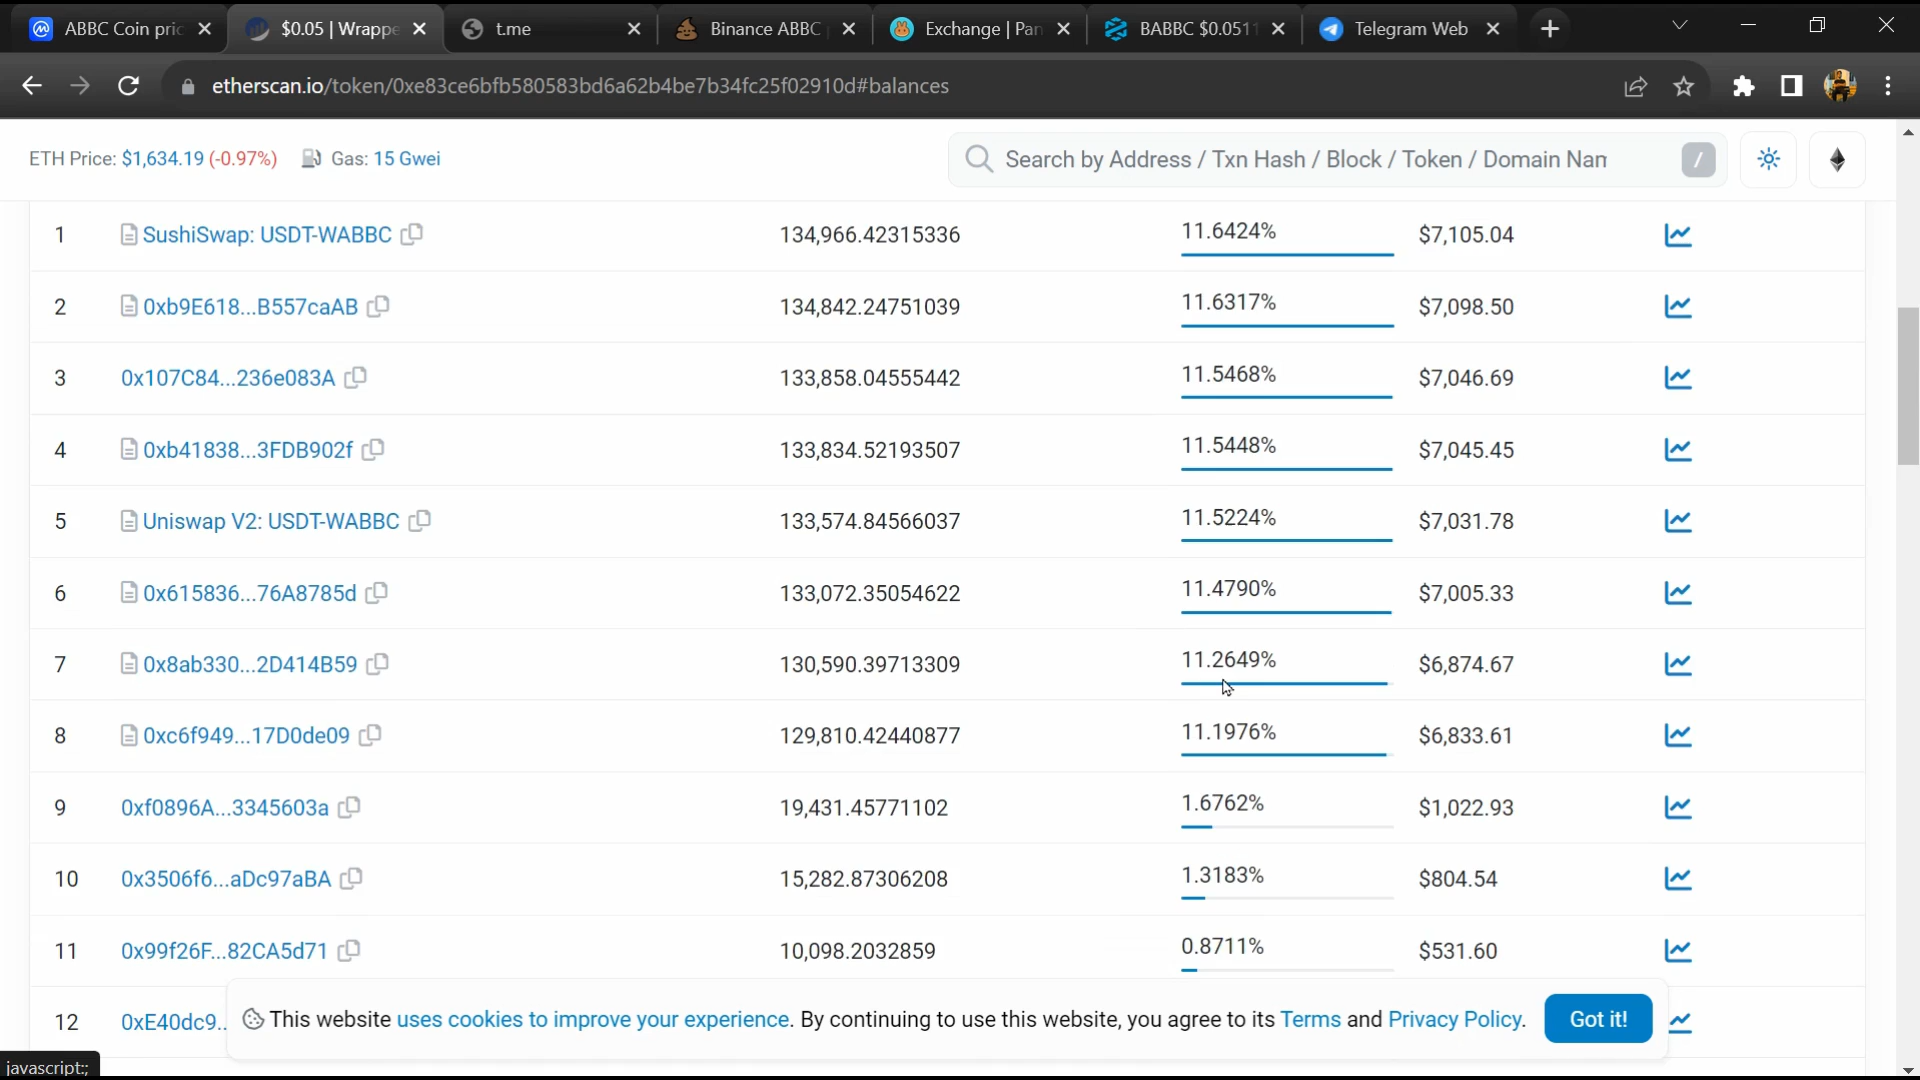 ABBC Coin pric
$0.05 | Wrappe
t.me
Binance ABBC
Exchange | Pan
BABBC $0.0511
Telegram Web
etherscan.io/token/0xe83ce6bfb580583bd6a62b4be7b34fc25f02910d#balances
ETH Price: $1,634.19 (-0.97%) Gas: 15 Gwei
Search by Address / Txn Hash / Block / Token / Domain Nam
/
1 SushiSwap: USDT-WABBC 134,966.42315336 11.6424% $7,105.04
2 0xb9E618...B557caAB 134,842.24751039 11.6317% $7,098.50
3 0x107C84...236e083A 133,858.04555442 11.5468% $7,046.69
4 0xb41838...3FDB902f 133,834.52193507 11.5448% $7,045.45
5 Uniswap V2: USDT-WABBC 133,574.84566037 11.5224% $7,031.78
6 0x615836...76A8785d 133,072.35054622 11.4790% $7,005.33
7 0x8ab330...2D414B59 130,590.39713309 11.2649% $6,874.67
8 0xc6f949...17D0de09 129,810.42440877 11.1976% $6,833.61
9 0xf0896A...3345603a 19,431.45771102 1.6762% $1,022.93
10 0x3506f6...aDc97aBA 15,282.87306208 1.3183% $804.54
11 0x99f26F...82CA5d71 10,098.2032859 0.8711% $531.60
12 0xE40dc9..
This website uses cookies to improve your experience. By continuing to use this website, you agree to its Terms and Privacy Policy. Got it!
javascript:;